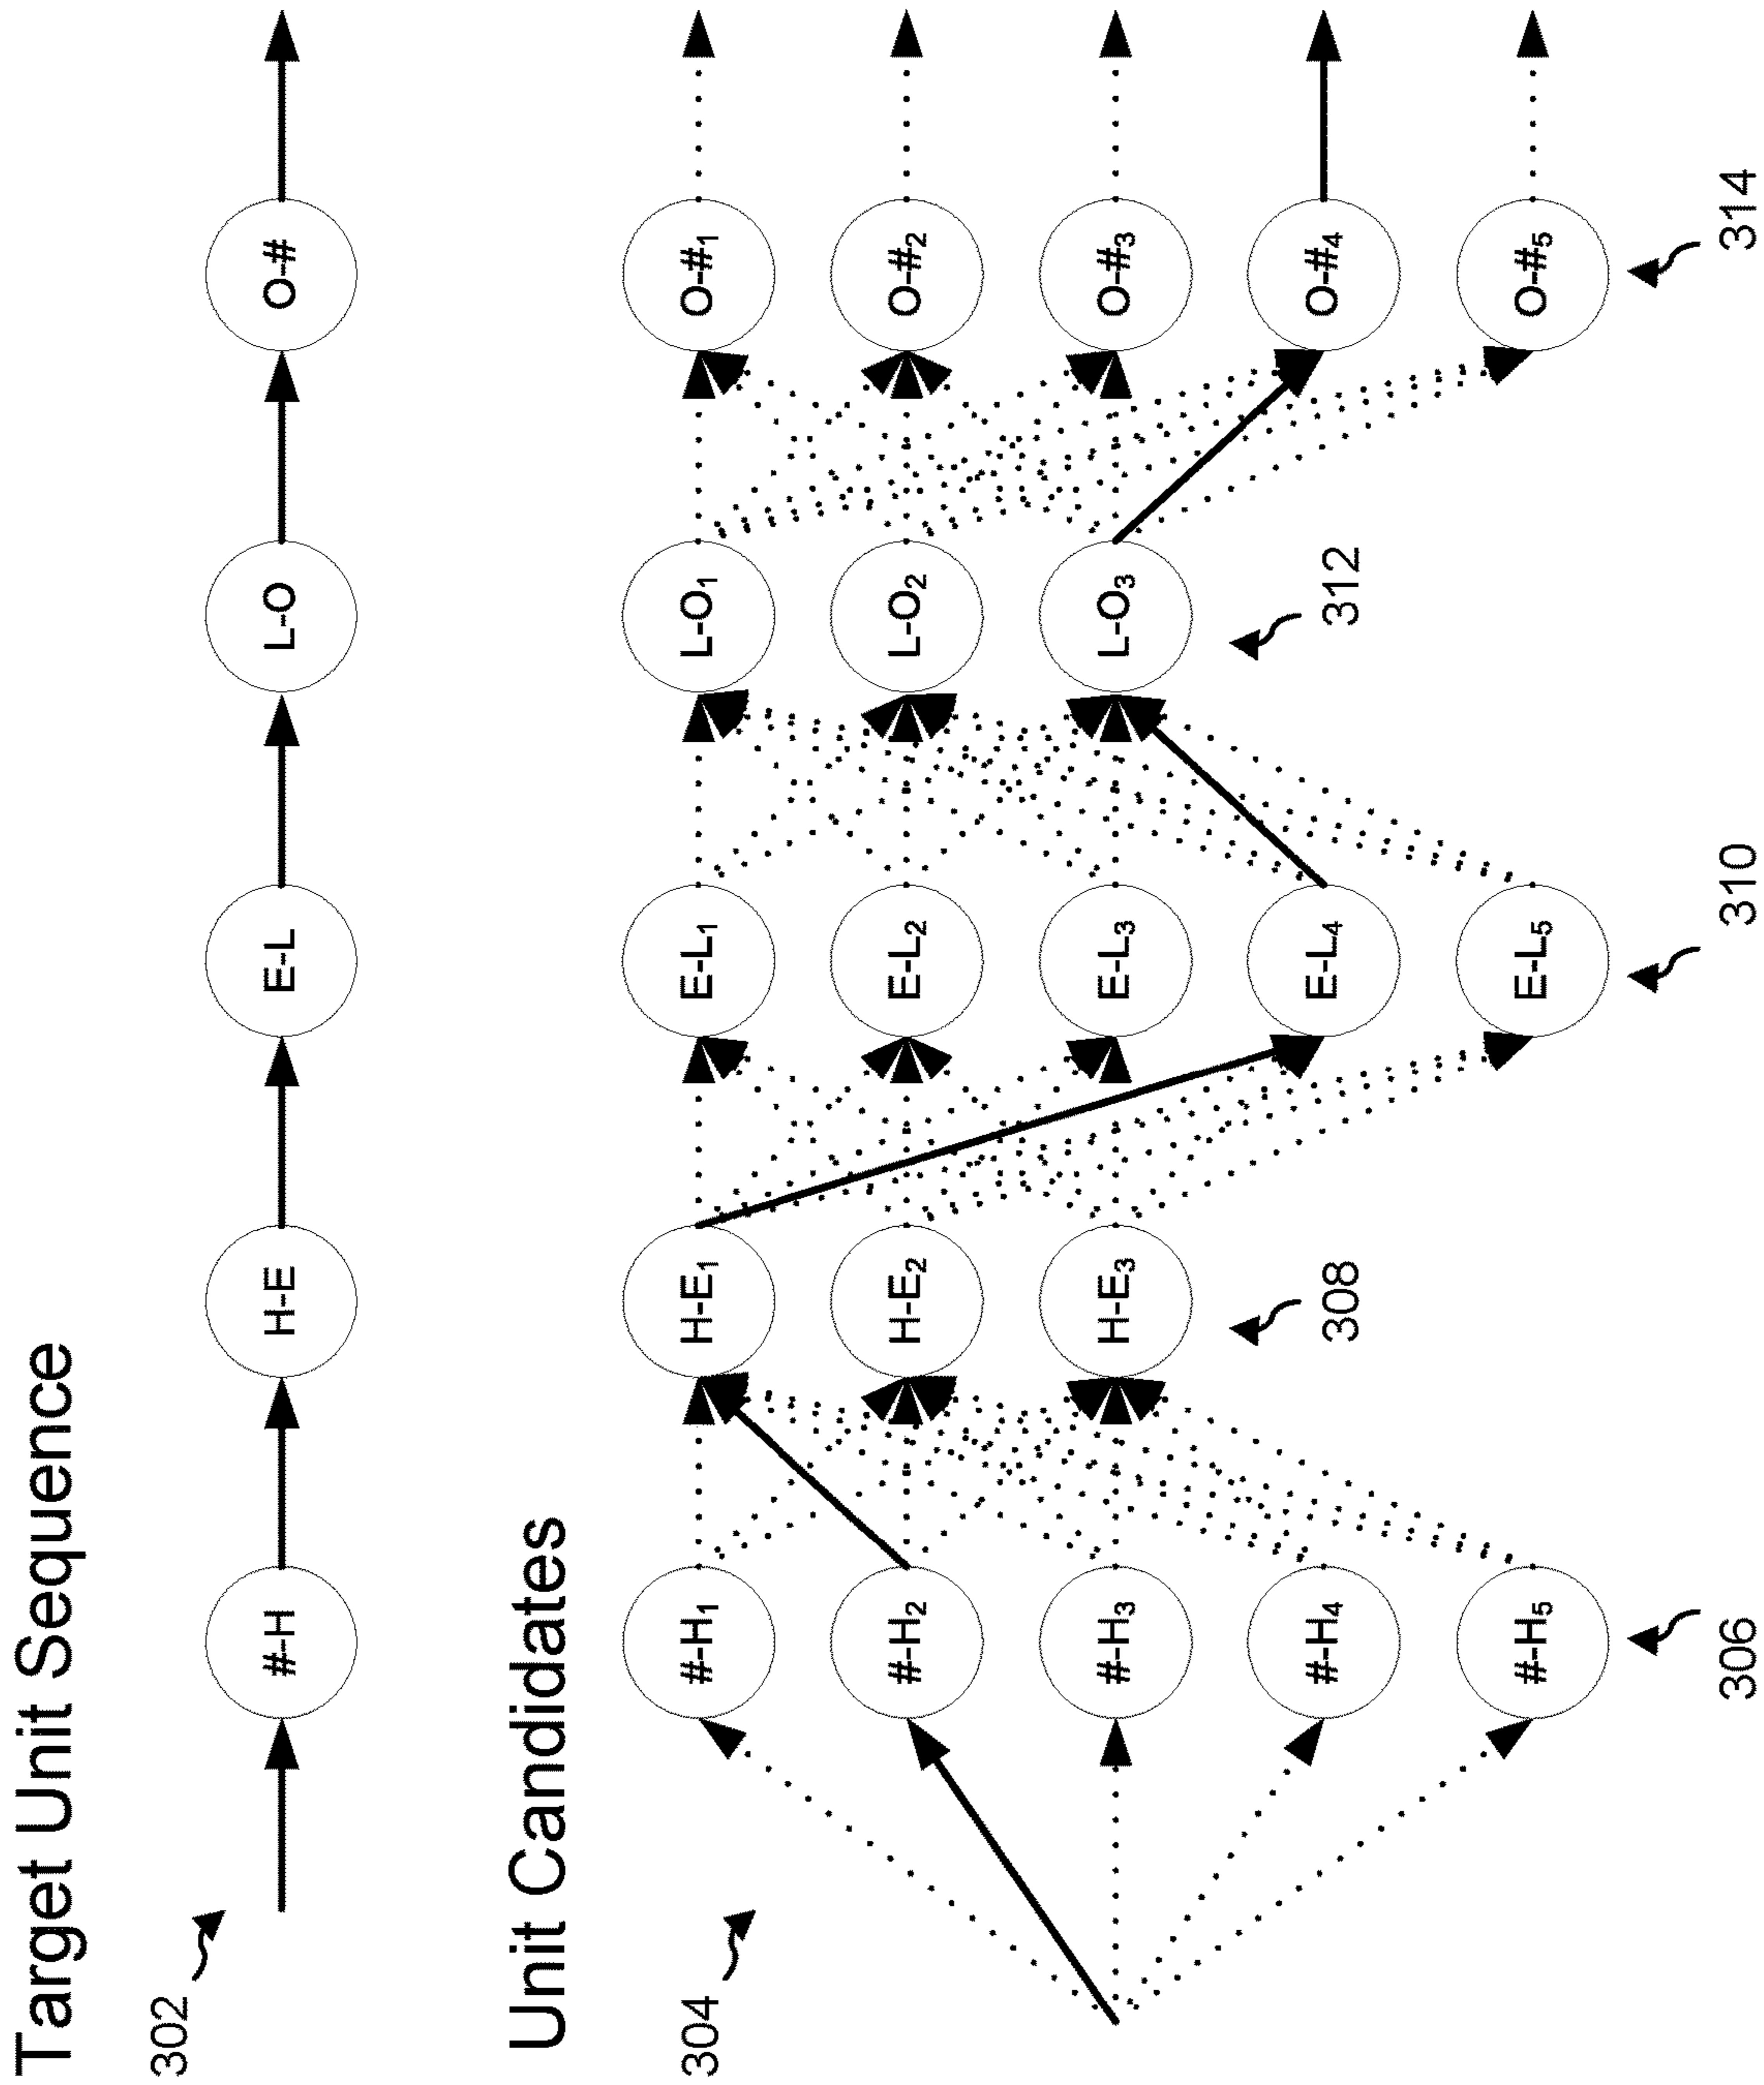 Target Unit Sequence
302
#-H H-E E-L L-O O-#
Unit Candidates
304
#-H₁ H-E₁ E-L₁ L-O₁ O-#₁
#-H₂ H-E₂ E-L₂ L-O₂ O-#₂
#-H₃ H-E₃ E-L₃ L-O₃ O-#₃
#-H₄ E-L₄ O-#₄
308 312
#-H₅ E-L₅ O-#₅
306 310 314